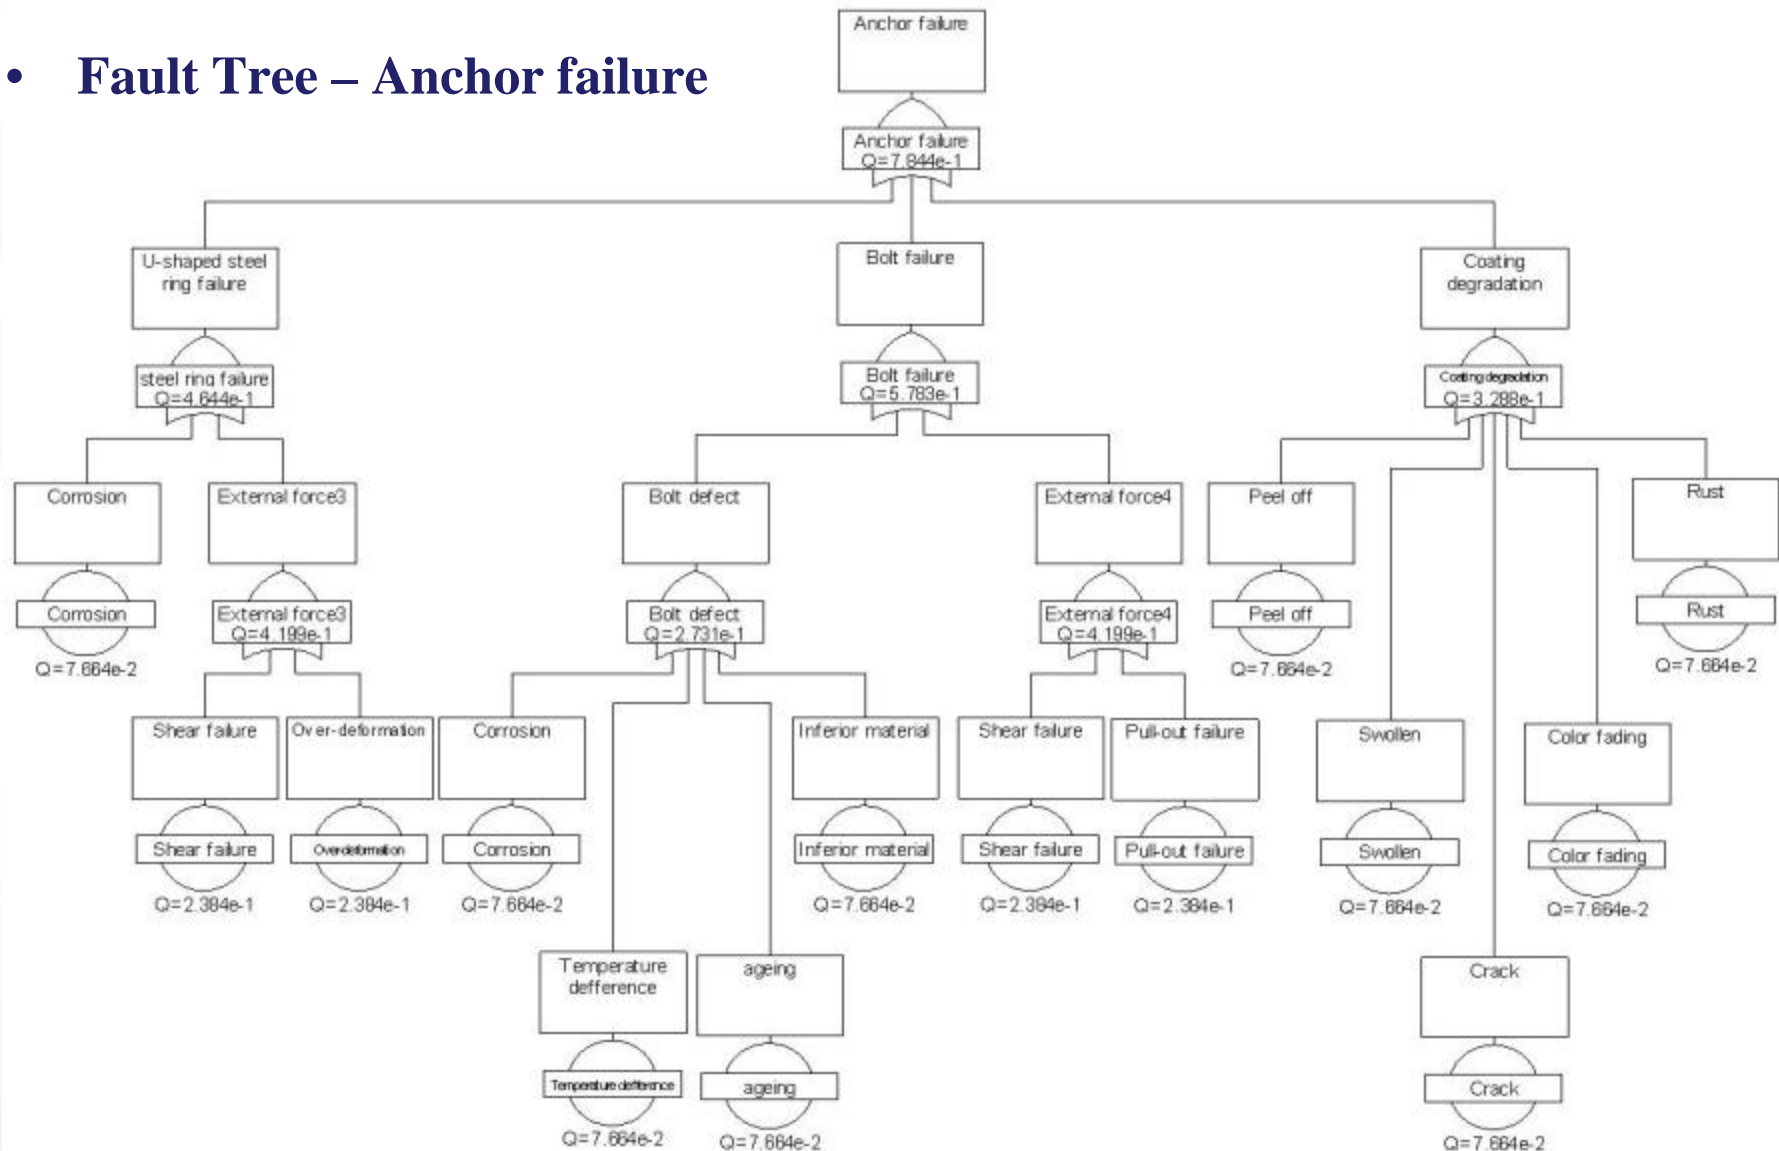 • Fault Tree – Anchor failure
Anchor failure
Anchor failure
Q=7.844e-1
U-shaped steel
ring failure
steel ring failure
Q=4.644e-1
Bolt failure
Bolt failure
Q=5.783e-1
Coating
degradation
Coating degradation
Q=3.288e-1
Corrosion
Corrosion
Q=7.664e-2
External force3
External force3
Q=4.199e-1
Bolt defect
Bolt defect
Q=2.731e-1
External force4
External force4
Q=4.199e-1
Peel off
Peel off
Q=7.664e-2
Rust
Rust
Q=7.664e-2
Shear failure
Shear failure
Q=2.384e-1
Over-deformation
Over-deformation
Q=2.384e-1
Corrosion
Corrosion
Q=7.664e-2
Inferior material
Inferior material
Q=7.664e-2
Shear failure
Shear failure
Q=2.384e-1
Pull-out failure
Pull-out failure
Q=2.384e-1
Swollen
Swollen
Q=7.664e-2
Color fading
Color fading
Q=7.664e-2
Temperature
defference
Temperature defference
Q=7.664e-2
ageing
ageing
Q=7.664e-2
Crack
Crack
Q=7.664e-2